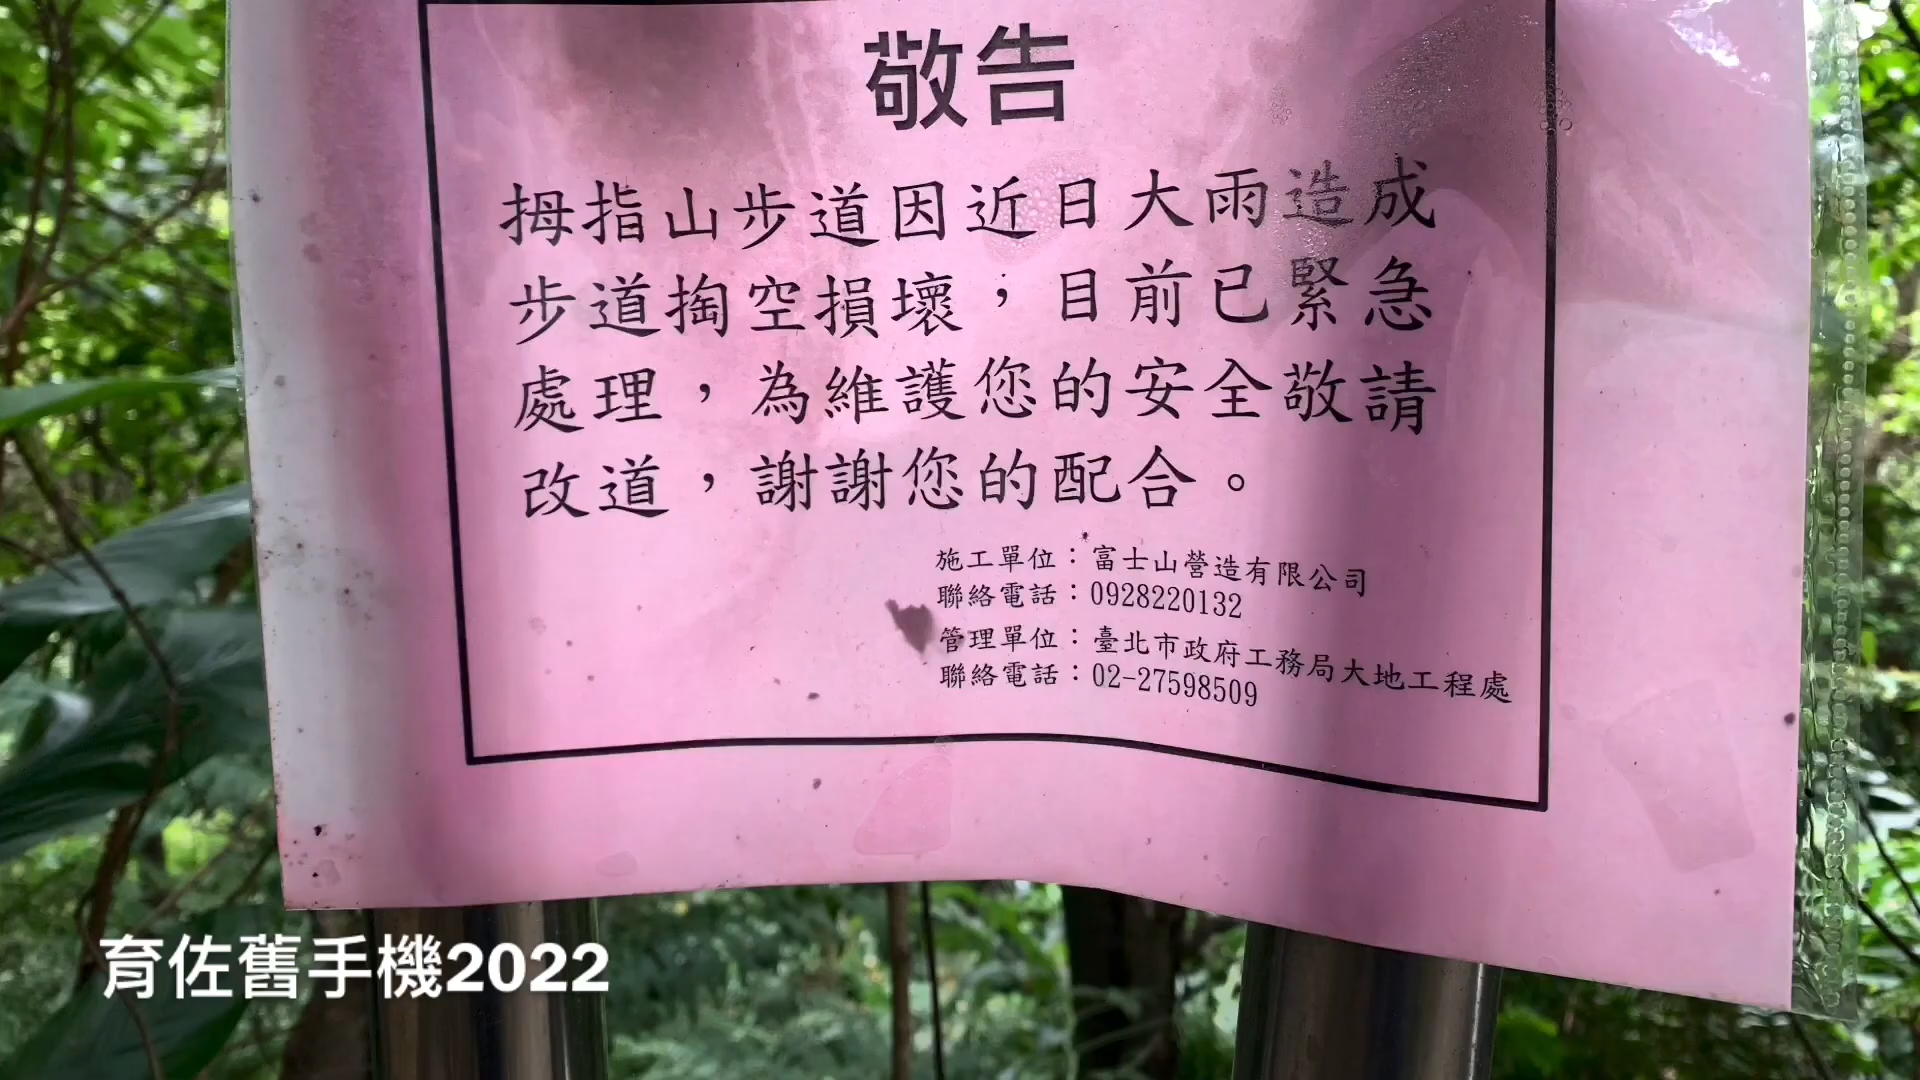 敬告
拇指山步道因近日大雨造成
步道掏空損壞，目前已緊急
處理，為維護您的安全敬請
改道，謝謝您的配合。
施工單位：富士山營造有限公司
聯絡電話：0928220132
管理單位：臺北市政府工務局大地工程處
聯絡電話：02-27598509
育佐舊手機2022